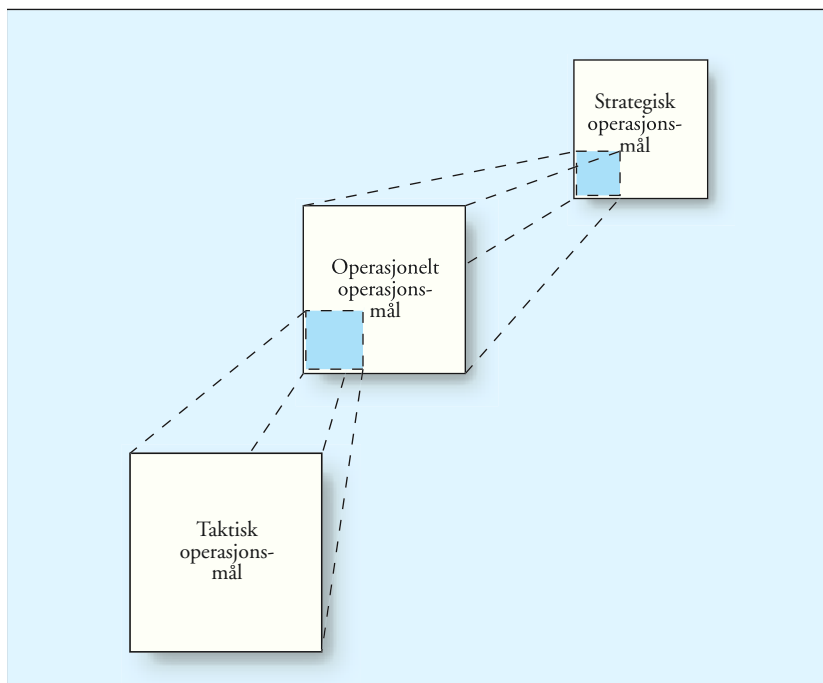 Strategisk
operasjons-
mål
Operasjonelt
operasjons-
mål
Taktisk
operasjons-
mål